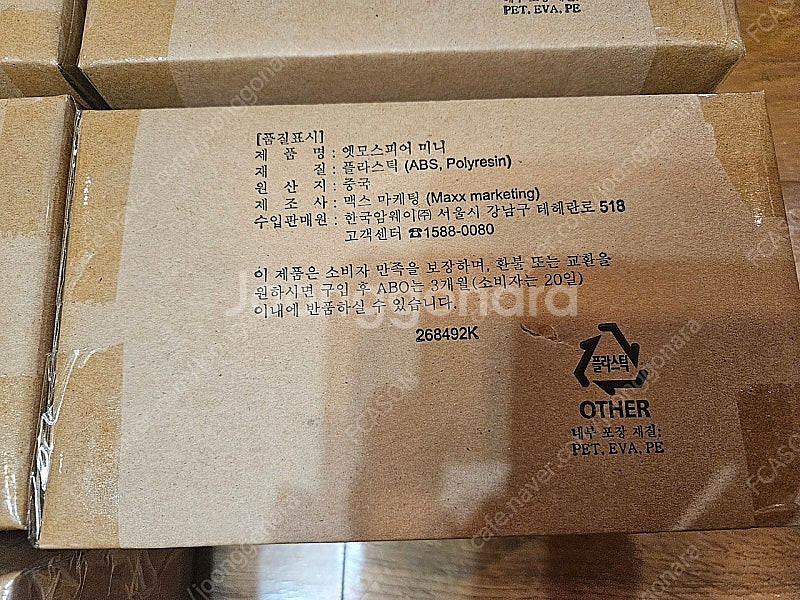 PET, EVA, PE
[품질표시]
제 품 명 : 앳모스피어 미니
재 질 : 플라스틱 (ABS, Polyresin)
원 산 지 : 중국
제 조 사 : 맥스 마케팅 (Maxx marketing)
수입판매원 : 한국암웨이㈜ 서울시 강남구 테헤란로 518
고객센터 ☎1588-0080
이 제품은 소비자 만족을 보장하며, 환불 또는 교환을
원하시면 구입 후 ABO는 3개월(소비자는 20일)
이내에 반품하실 수 있습니다.
Joonggonara
268492K
플라스틱
OTHER
내부 포장 재질:
PET, EVA, PE